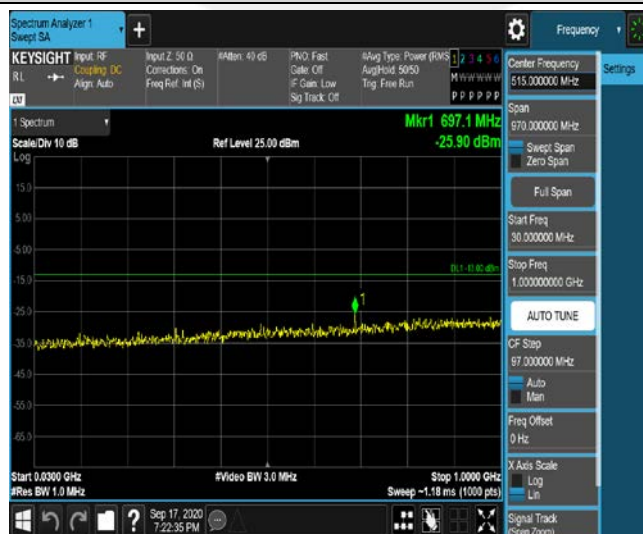 Spectrum Analyzer 1
Swept SA
+
Frequency
KEYSIGHT
RL
Input: RF
Coupling: DC
Align: Auto
Input Z: 50 Ω
Corrections: On
Freq Ref: Int (S)
#Atten: 40 dB
PNO: Fast
Gate: Off
IF Gain: Low
Sig Track: Off
#Avg Type: Power (RMS
Avg|Hold: 50/50
Trig: Free Run
1 2 3 4 5 6
M W W W W W
P P P P P P
Center Frequency
515.000000 MHz
Settings
1 Spectrum
Scale/Div 10 dB
Ref Level 25.00 dBm
Mkr1 697.1 MHz
-25.90 dBm
Span
970.000000 MHz
Swept Span
Zero Span
Full Span
Start Freq
30.000000 MHz
Stop Freq
1.000000000 GHz
AUTO TUNE
CF Step
97.000000 MHz
Auto
Man
Freq Offset
0 Hz
X Axis Scale
Log
Lin
Signal Track
(Span Zoom)
Log
15.0
5.00
-5.00
DL1 -13.00 dBm
-15.0
1
-25.0
-35.0
-45.0
-55.0
-65.0
Start 0.0300 GHz
#Res BW 1.0 MHz
#Video BW 3.0 MHz
Stop 1.0000 GHz
Sweep ~1.18 ms (1000 pts)
?
Sep 17, 2020
7:22:35 PM